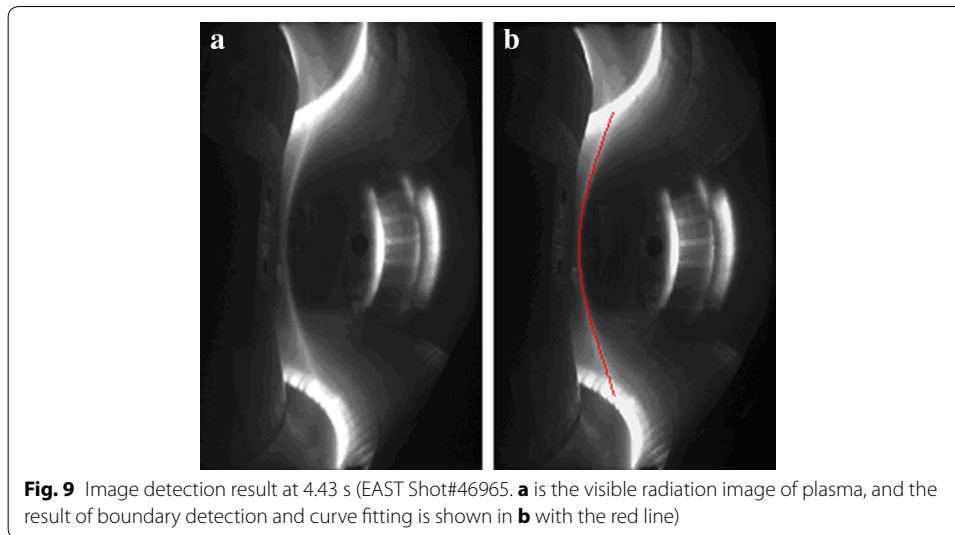 a b
Fig. 9 Image detection result at 4.43 s (EAST Shot#46965. a is the visible radiation image of plasma, and the
result of boundary detection and curve fitting is shown in b with the red line)